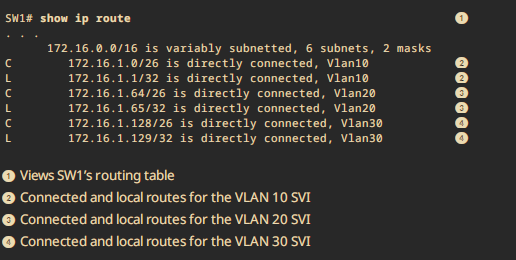 SW1# show ip route ①
. . .
172.16.0.0/16 is variably subnetted, 6 subnets, 2 masks
C 172.16.1.0/26 is directly connected, Vlan10 ②
L 172.16.1.1/32 is directly connected, Vlan10 ②
C 172.16.1.64/26 is directly connected, Vlan20 ③
L 172.16.1.65/32 is directly connected, Vlan20 ③
C 172.16.1.128/26 is directly connected, Vlan30 ④
L 172.16.1.129/32 is directly connected, Vlan30 ④
① Views SW1’s routing table
② Connected and local routes for the VLAN 10 SVI
③ Connected and local routes for the VLAN 20 SVI
④ Connected and local routes for the VLAN 30 SVI